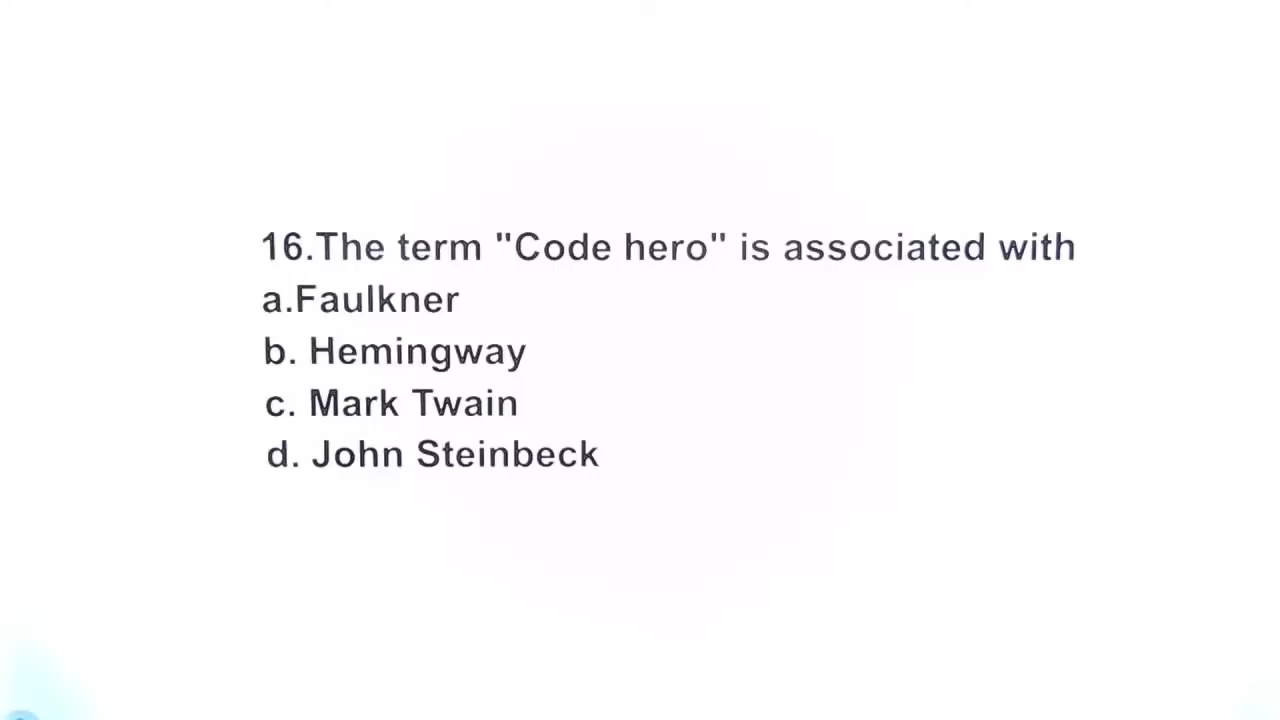 16.The term "Code hero" is associated with
a.Faulkner
b. Hemingway
c. Mark Twain
d. John Steinbeck